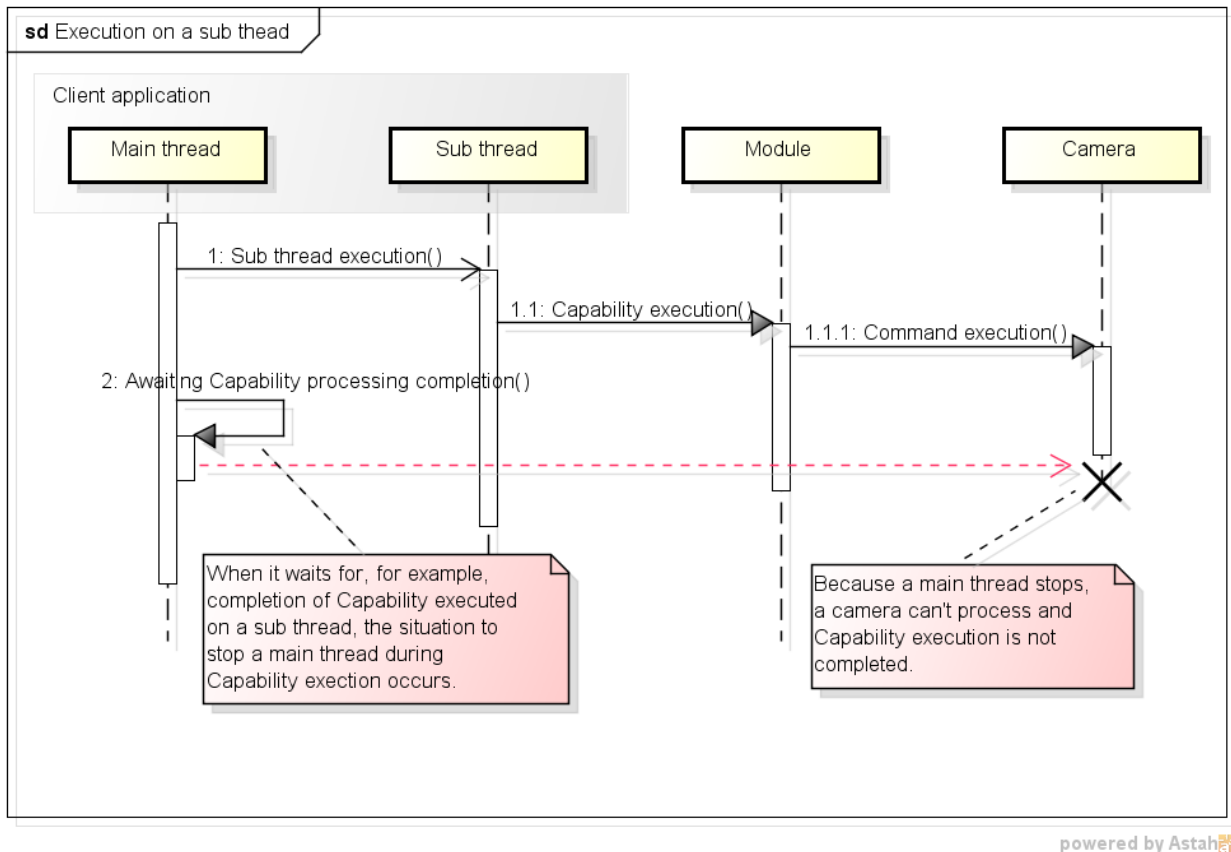 sd Execution on a sub thead
Client application
Main thread
Sub thread
Module
Camera
1: Sub thread execution()
1.1: Capability execution()
1.1.1: Command execution()
2: Awaiting Capability processing completion()
When it waits for, for example,
completion of Capability executed
on a sub thread, the situation to
stop a main thread during
Capability exection occurs.
Because a main thread stops,
a camera can't process and
Capability execution is not
completed.
powered by Astah